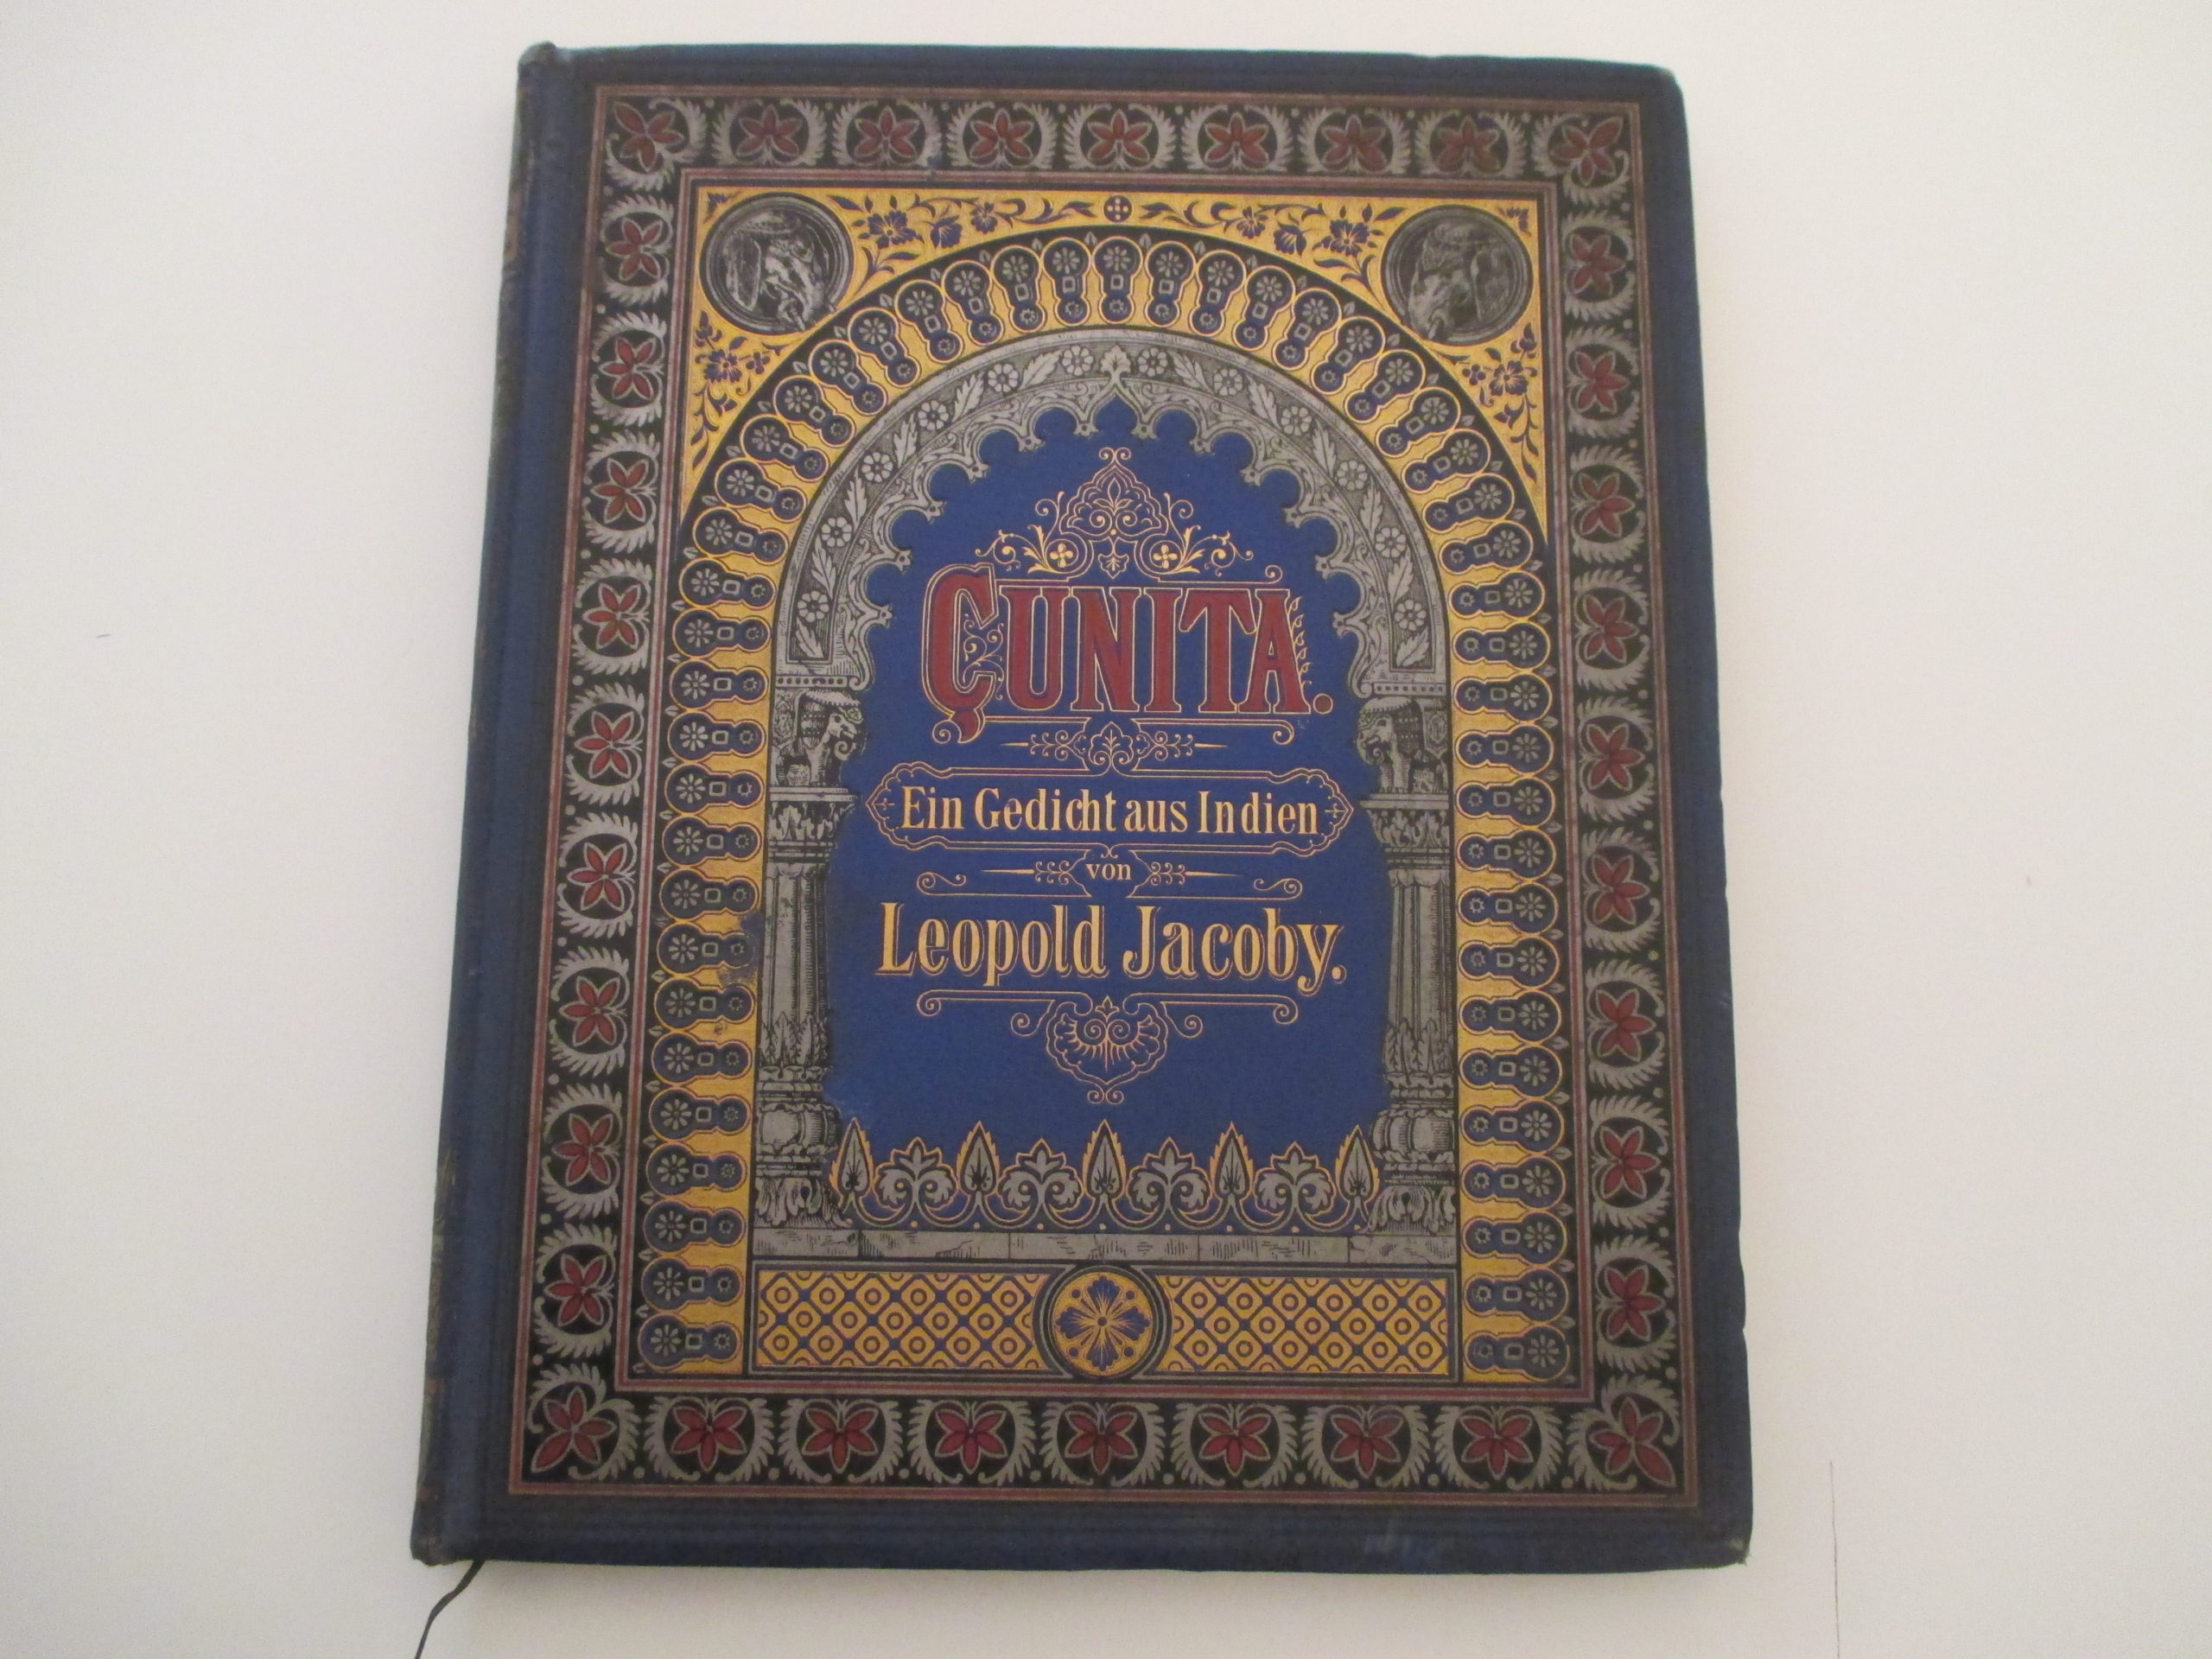 ÇUNITA.
Ein Gedicht aus Indien
von
Leopold Jacoby.